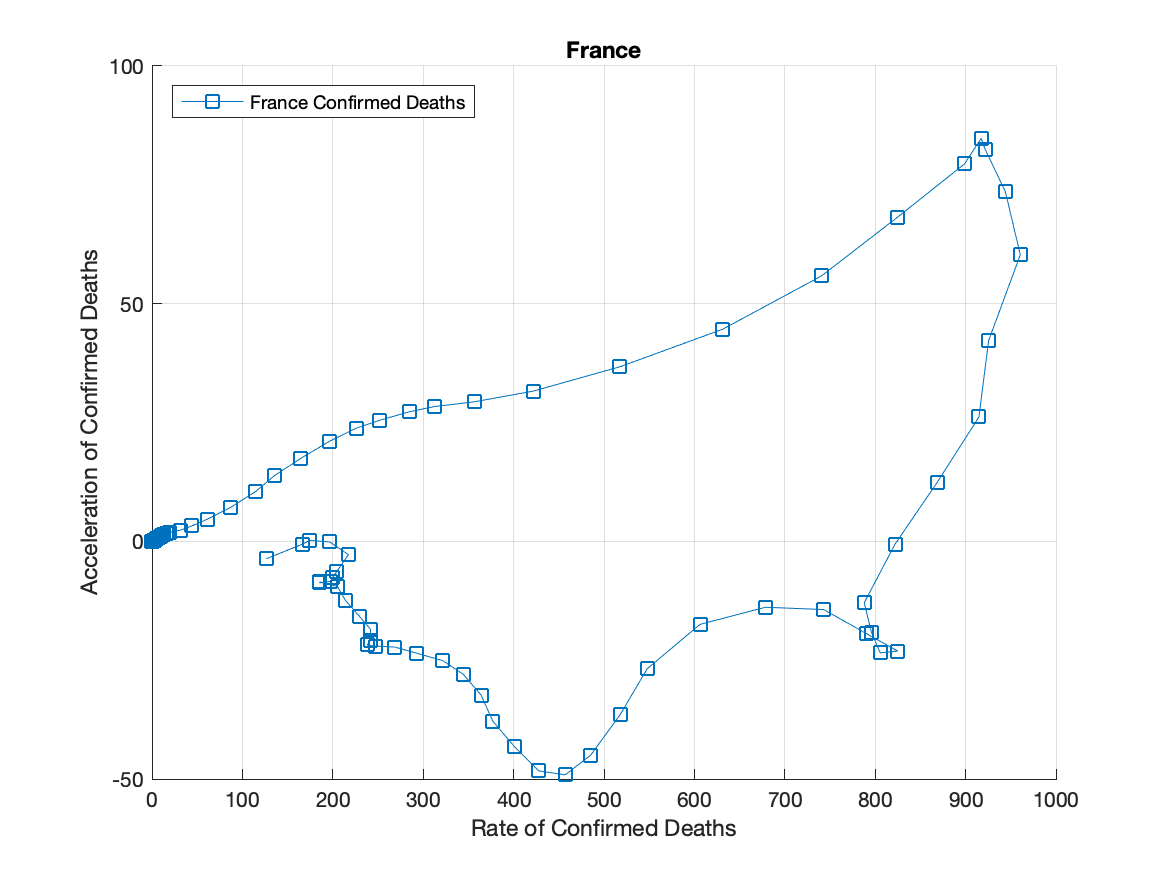 France
100
France Confirmed Deaths
50
0
-50
Acceleration of Confirmed Deaths
0 100 200 300 400 500 600 700 800 900 1000
Rate of Confirmed Deaths